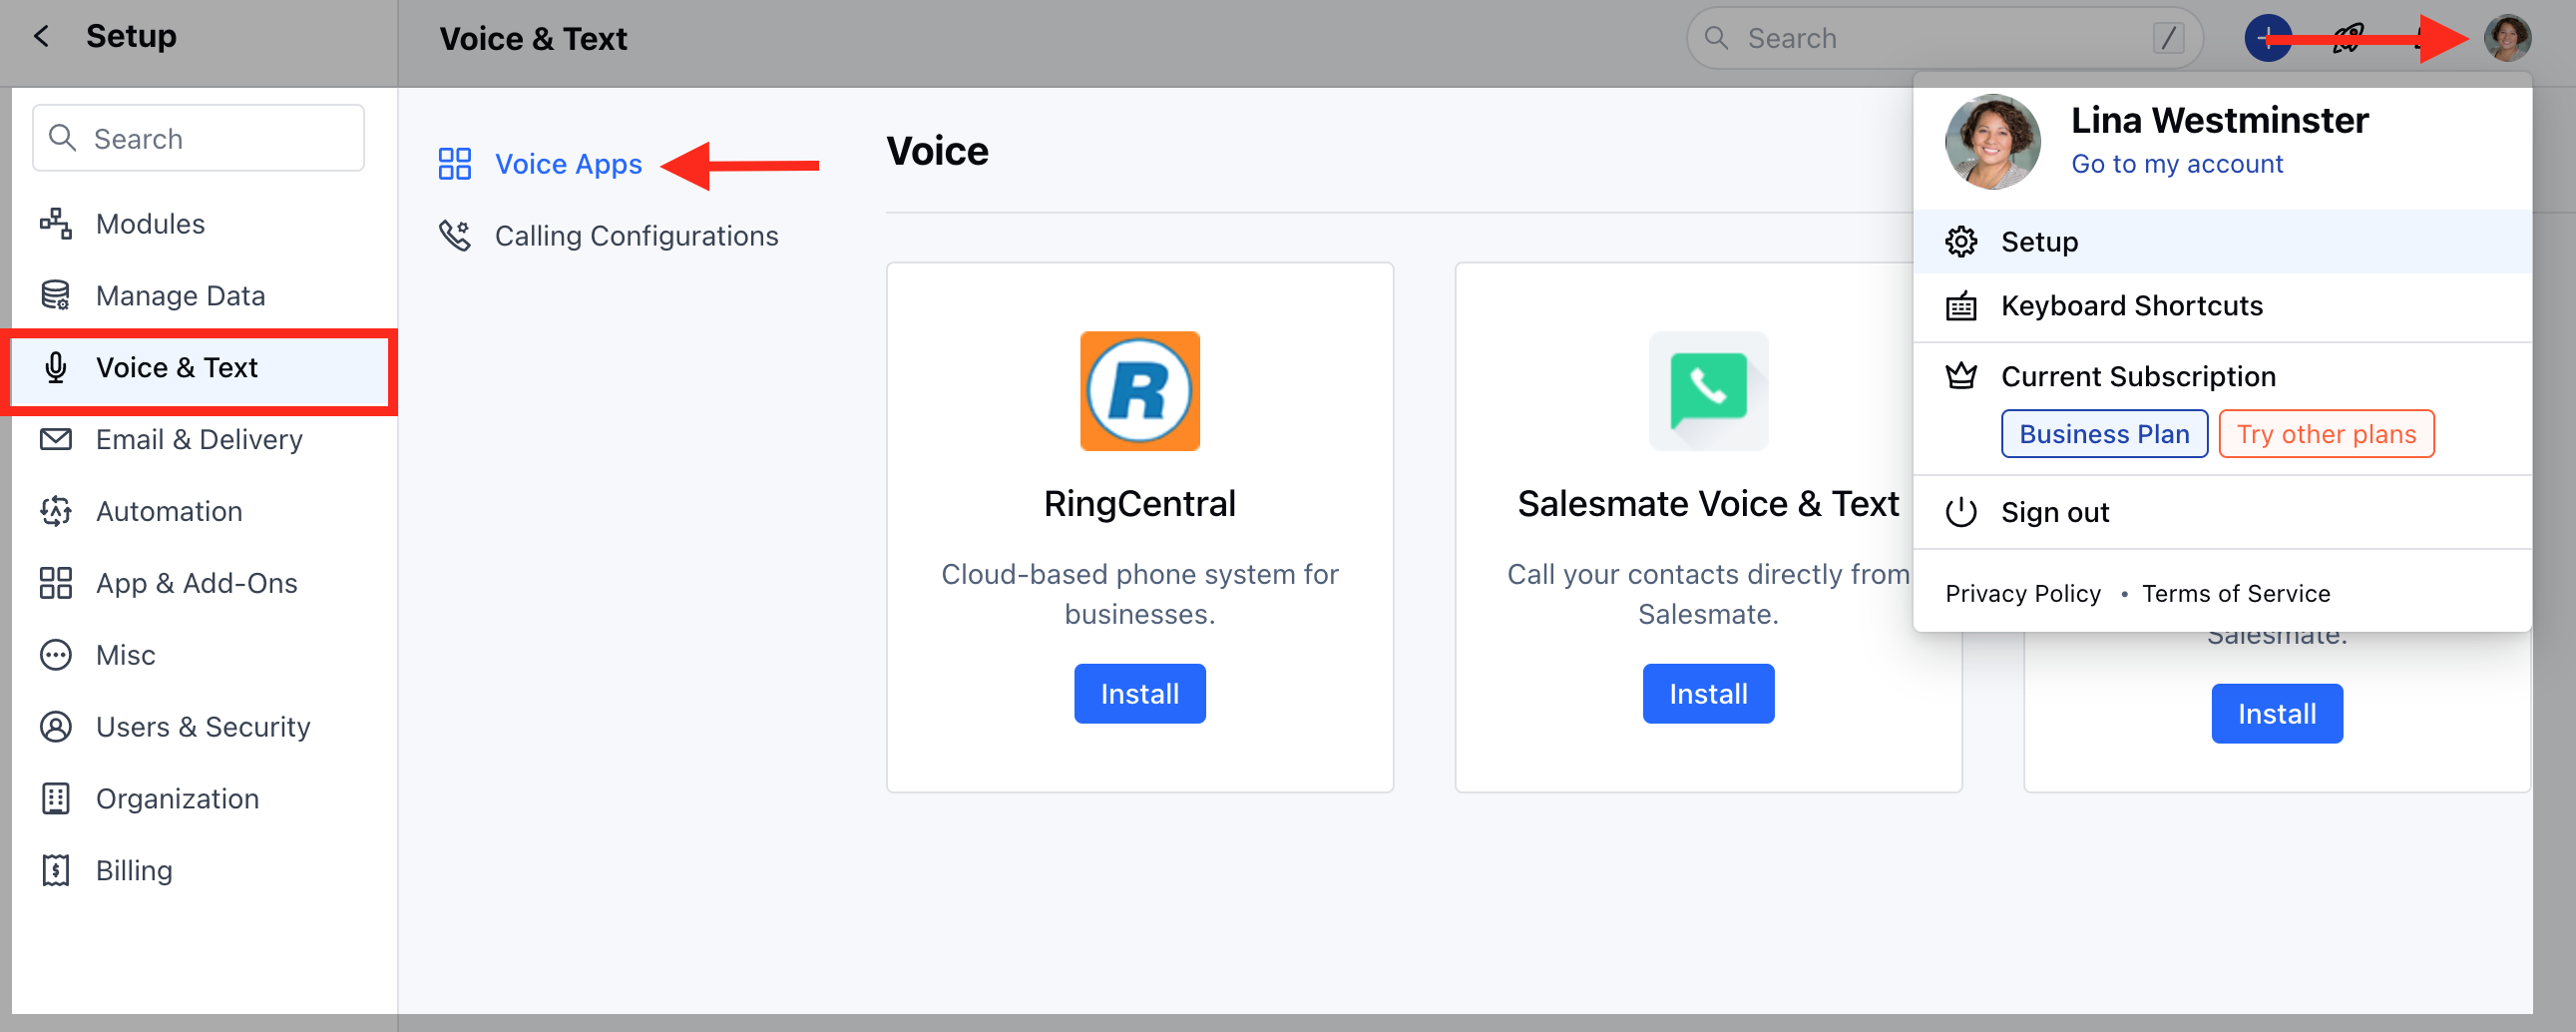 Setup
Voice & Text
Search
/
Search
Modules
Manage Data
Voice & Text
Email & Delivery
Automation
App & Add-Ons
Misc
Users & Security
Organization
Billing
Voice Apps
Calling Configurations
Voice
R
RingCentral
Cloud-based phone system for
businesses.
Install
Salesmate Voice & Text
Call your contacts directly from
Salesmate.
Install
Salesmate.
Install
Lina Westminster
Go to my account
Setup
Keyboard Shortcuts
Current Subscription
Business Plan
Try other plans
Sign out
Privacy Policy • Terms of Service